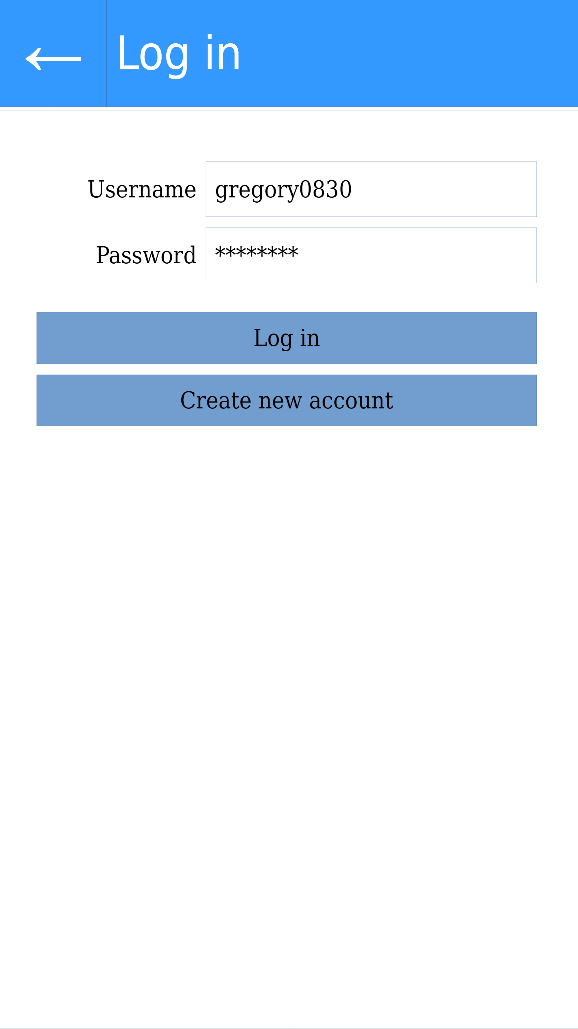 ← Log in
Username gregory0830
Password ********
Log in
Create new account